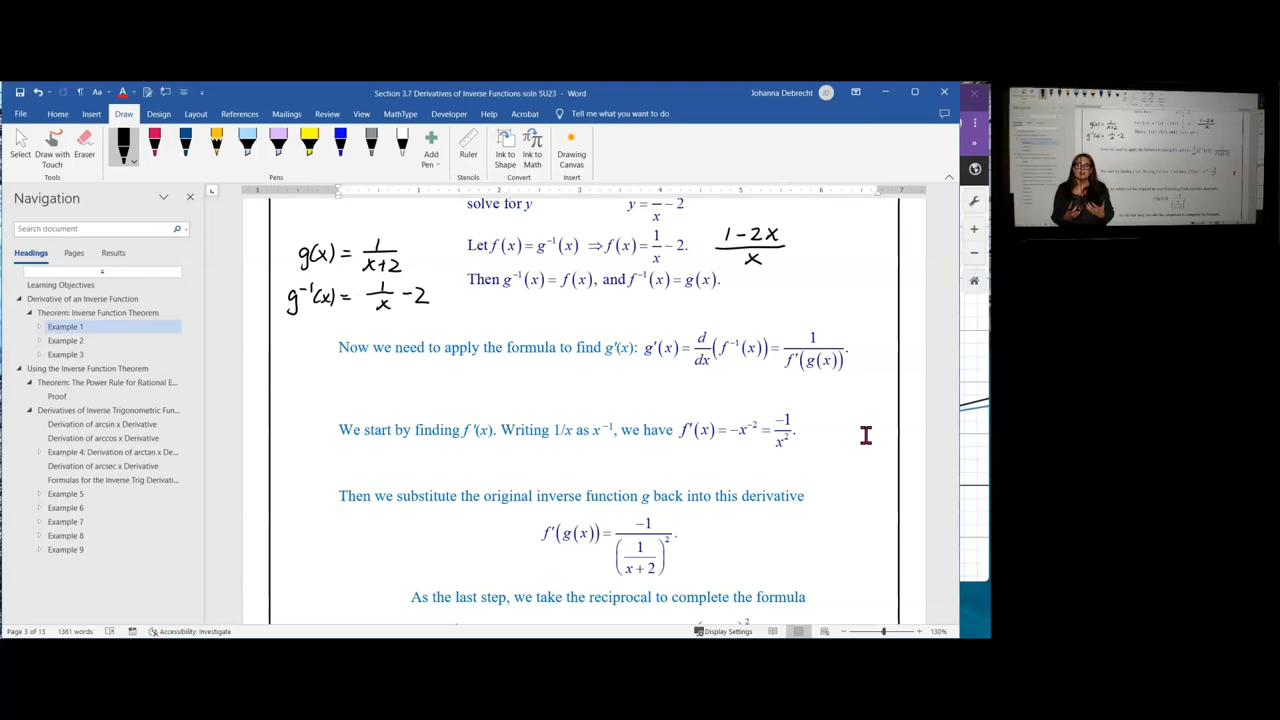 Section 3.7 Derivatives of Inverse Functions soln SU23 - Word
Johanna Debrecht JD
File Home Insert Draw Design Layout References Mailings Review View MathType Developer Help Acrobat Tell me what you want to do
Select Draw with Touch Eraser Add Pen Ruler Ink to Shape Ink to Math Drawing Canvas
Pens Stencils Convert Insert
Navigation
Search document
Headings Pages Results
Learning Objectives
Derivative of an Inverse Function
Theorem: Inverse Function Theorem
Example 1
Example 2
Example 3
Using the Inverse Function Theorem
Theorem: The Power Rule for Rational E...
Proof
Derivatives of Inverse Trigonometric Fun...
Derivation of arcsin x Derivative
Derivation of arccos x Derivative
Example 4: Derivation of arctan x De...
Derivation of arcsec x Derivative
Formulas for the Inverse Trig Derivati...
Example 5
Example 6
Example 7
Example 8
Example 9
1 2 3 4 5 6 7
solve for y y = — − 2
x
g(x) = 1/(x+2)
g⁻¹(x) = 1/x − 2
Let f(x) = g⁻¹(x) ⇒ f(x) = 1/x − 2. (1−2x)/x
Then g⁻¹(x) = f(x), and f⁻¹(x) = g(x).
Now we need to apply the formula to find g′(x): g′(x) = d/dx (f⁻¹(x)) = 1/(f′(g(x))).
We start by finding f ′(x). Writing 1/x as x⁻¹, we have f′(x) = −x⁻² = −1/x².
Then we substitute the original inverse function g back into this derivative
f′(g(x)) = −1/(1/(x+2))².
As the last step, we take the reciprocal to complete the formula
Page 3 of 13 1361 words Accessibility: Investigate Display Settings 130%